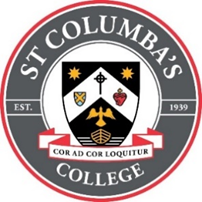 ST COLUMBA'S
EST. 1939
COR AD COR LOQUITUR
COLLEGE